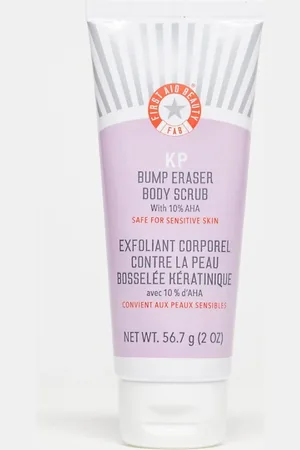 FIRST AID BEAUTY
FAB
KP
BUMP ERASER
BODY SCRUB
With 10% AHA
SAFE FOR SENSITIVE SKIN
EXFOLIANT CORPOREL
CONTRE LA PEAU
BOSSELÉE KÉRATINIQUE
avec 10 % d'AHA
CONVIENT AUX PEAUX SENSIBLES
NET WT. 56.7 g (2 OZ)